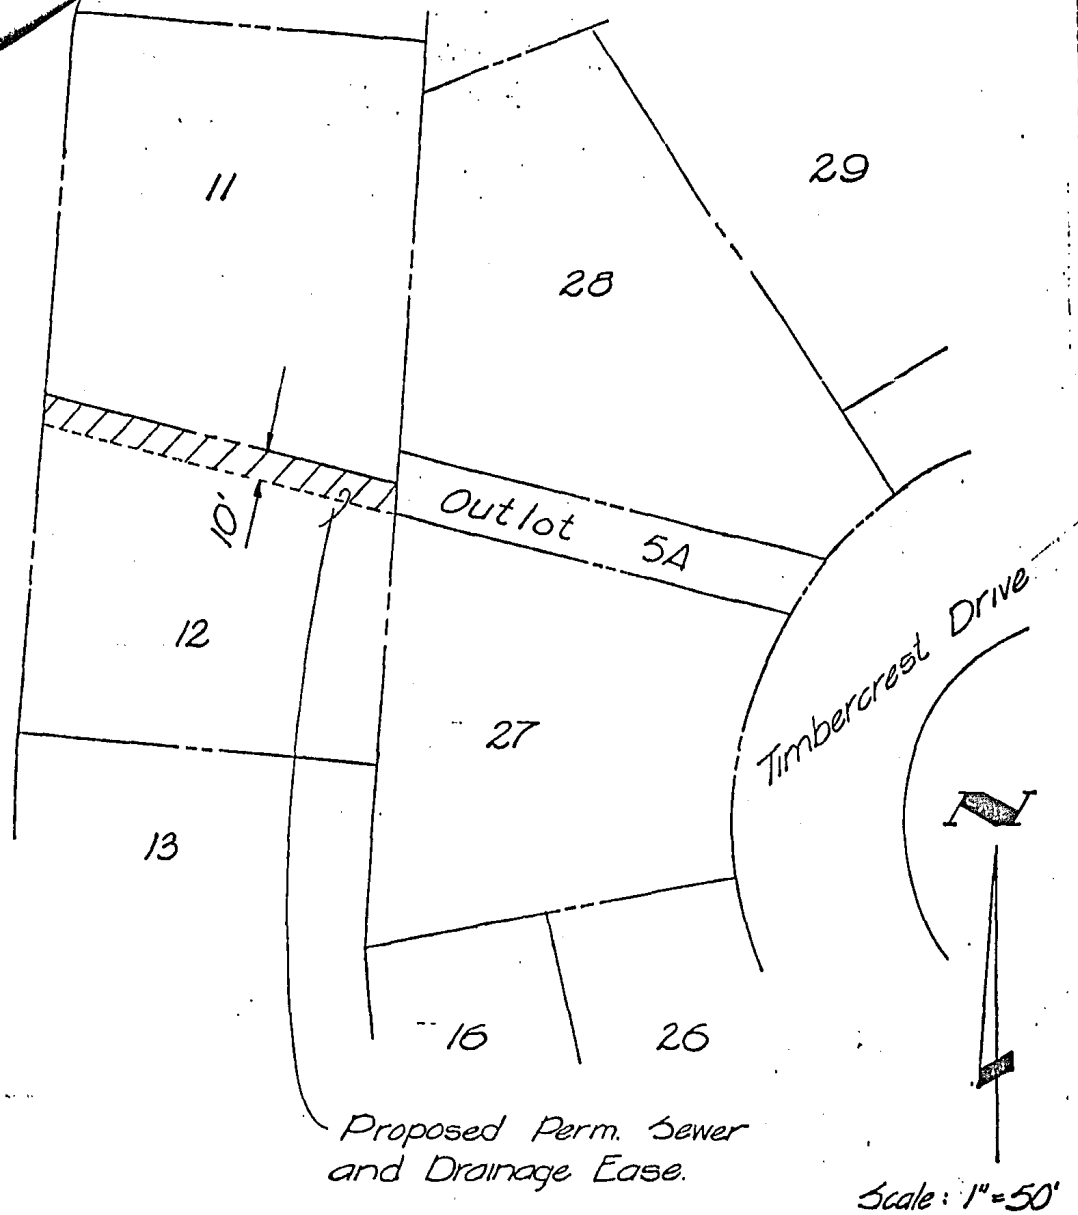 11
29
28
Outlot 5A
10'
12
Timbercrest Drive
27
13
N
16
26
Proposed Perm. Sewer
and Drainage Ease.
Scale: 1"=50'